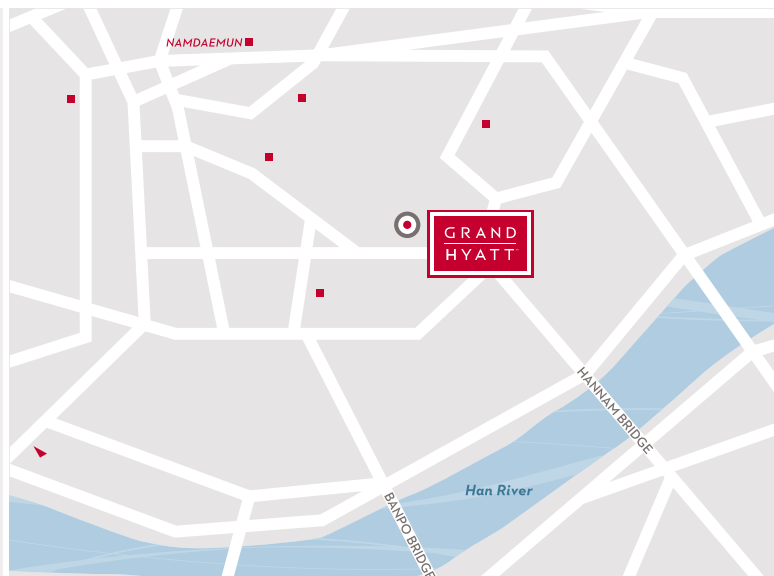 NAMDAEMUN
GRAND
HYATT
HANNAM BRIDGE
Han River
BANPO BRIDGE